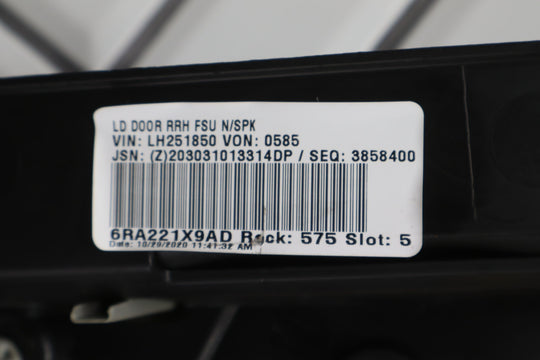 LD DOOR RRH FSU N/SPK
VIN: LH251850 VON: 0585
JSN: (Z)203031013314DP / SEQ: 3858400
6RA221X9AD Rack: 575 Slot: 5
Date: 10/29/2020 11:41:32 AM